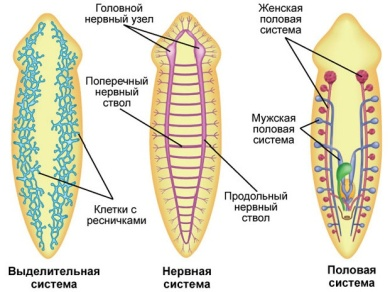 Головной
нервный узел
Женская
половая
система
Поперечный
нервный
ствол
Мужская
половая
система
Клетки с
ресничками
Продольный
нервный
ствол
Выделительная
система
Нервная
система
Половая
система